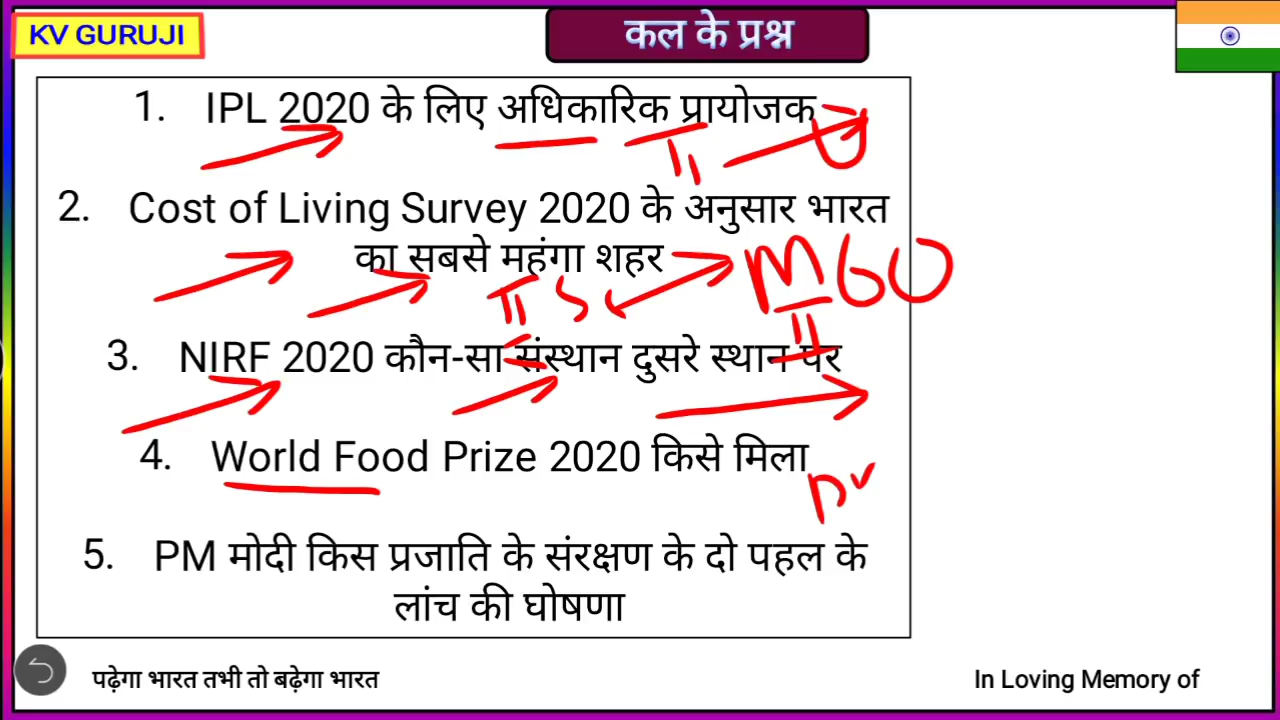 KV GURUJI
कल के प्रश्न
1. IPL 2020 के लिए अधिकारिक प्रायोजक
2. Cost of Living Survey 2020 के अनुसार भारत
का सबसे महंगा शहर
M60
3. NIRF 2020 कौन-सा संस्थान दुसरे स्थान पर
4. World Food Prize 2020 किसे मिला
5. PM मोदी किस प्रजाति के संरक्षण के दो पहल के
लांच की घोषणा
पढ़ेगा भारत तभी तो बढ़ेगा भारत
In Loving Memory of